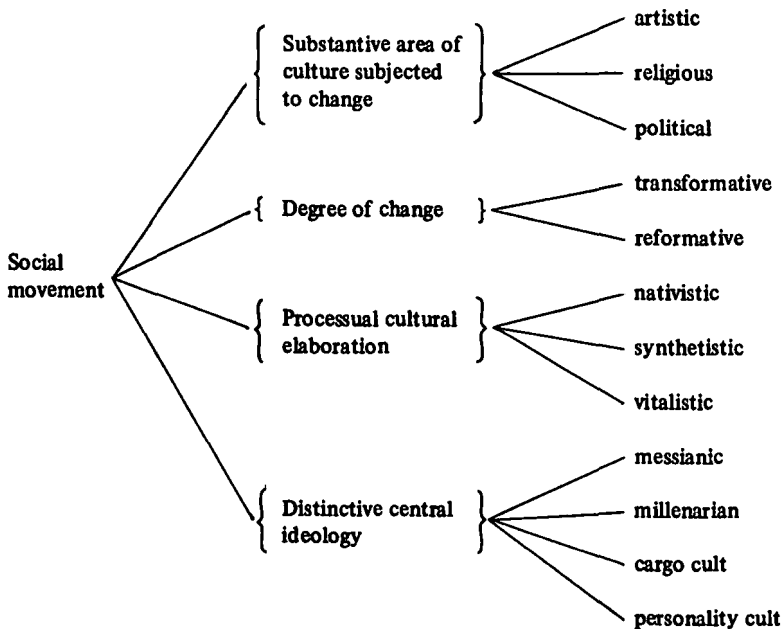 Social
movement
Substantive area of
culture subjected
to change
artistic
religious
political
Degree of change
transformative
reformative
Processual cultural
elaboration
nativistic
synthetistic
vitalistic
Distinctive central
ideology
messianic
millenarian
cargo cult
personality cult